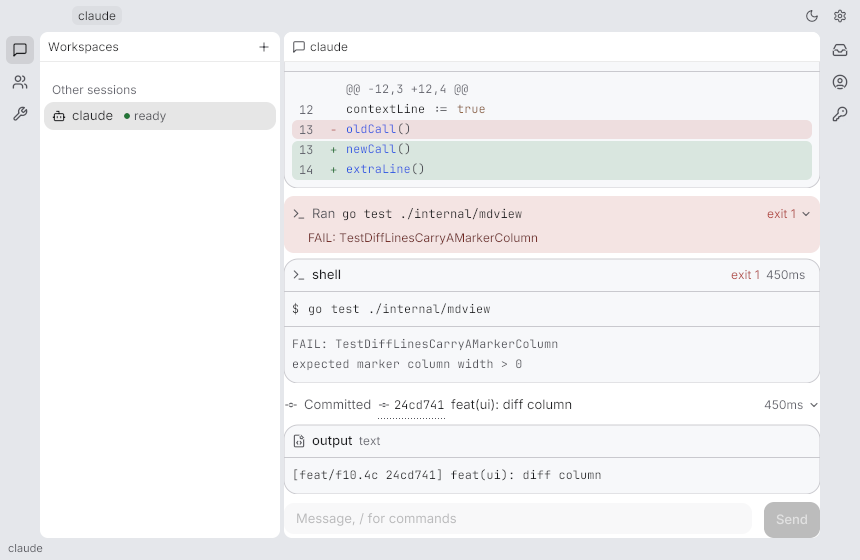 claude
Workspaces
+
Other sessions
claude ready
claude
@@ -12,3 +12,4 @@
12 contextLine := true
13 - oldCall()
13 + newCall()
14 + extraLine()
Ran go test ./internal/mdview exit 1
FAIL: TestDiffLinesCarryAMarkerColumn
shell exit 1 450ms
$ go test ./internal/mdview
FAIL: TestDiffLinesCarryAMarkerColumn
expected marker column width > 0
Committed 24cd741 feat(ui): diff column 450ms
output text
[feat/f10.4c 24cd741] feat(ui): diff column
Message, / for commands
Send
claude